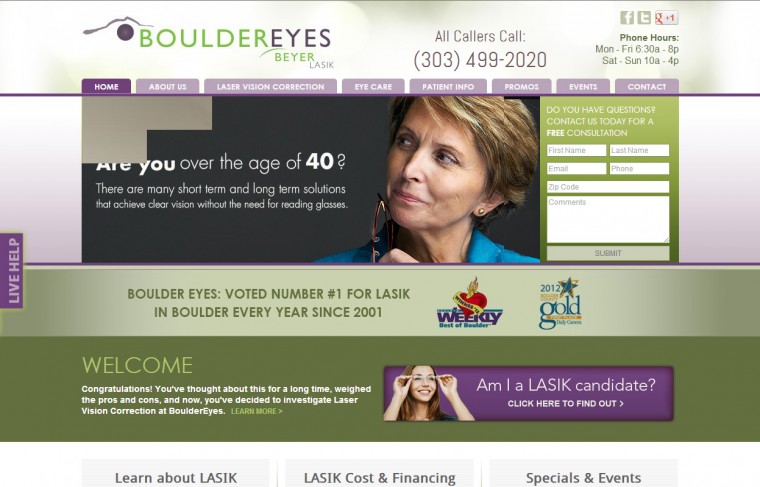 BOULDEREYES
BEYER
LASIK
All Callers Call:
(303) 499-2020
f t g +1
Phone Hours:
Mon - Fri 6:30a - 8p
Sat - Sun 10a - 4p
HOME ABOUT US LASER VISION CORRECTION EYE CARE PATIENT INFO PROMOS EVENTS CONTACT
Are you over the age of 40?
There are many short term and long term solutions
that achieve clear vision without the need for reading glasses.
DO YOU HAVE QUESTIONS?
CONTACT US TODAY FOR A
FREE CONSULTATION
First Name Last Name
Email Phone
Zip Code
Comments
SUBMIT
LIVE HELP
BOULDER EYES: VOTED NUMBER #1 FOR LASIK
IN BOULDER EVERY YEAR SINCE 2001
WEEKLY
Best of Boulder
2012
gold
Daily Camera
WELCOME
Congratulations! You've thought about this for a long time, weighed
the pros and cons, and now, you've decided to investigate Laser
Vision Correction at BoulderEyes. LEARN MORE >
Am I a LASIK candidate?
CLICK HERE TO FIND OUT >
Learn about LASIK
LASIK Cost & Financing
Specials & Events